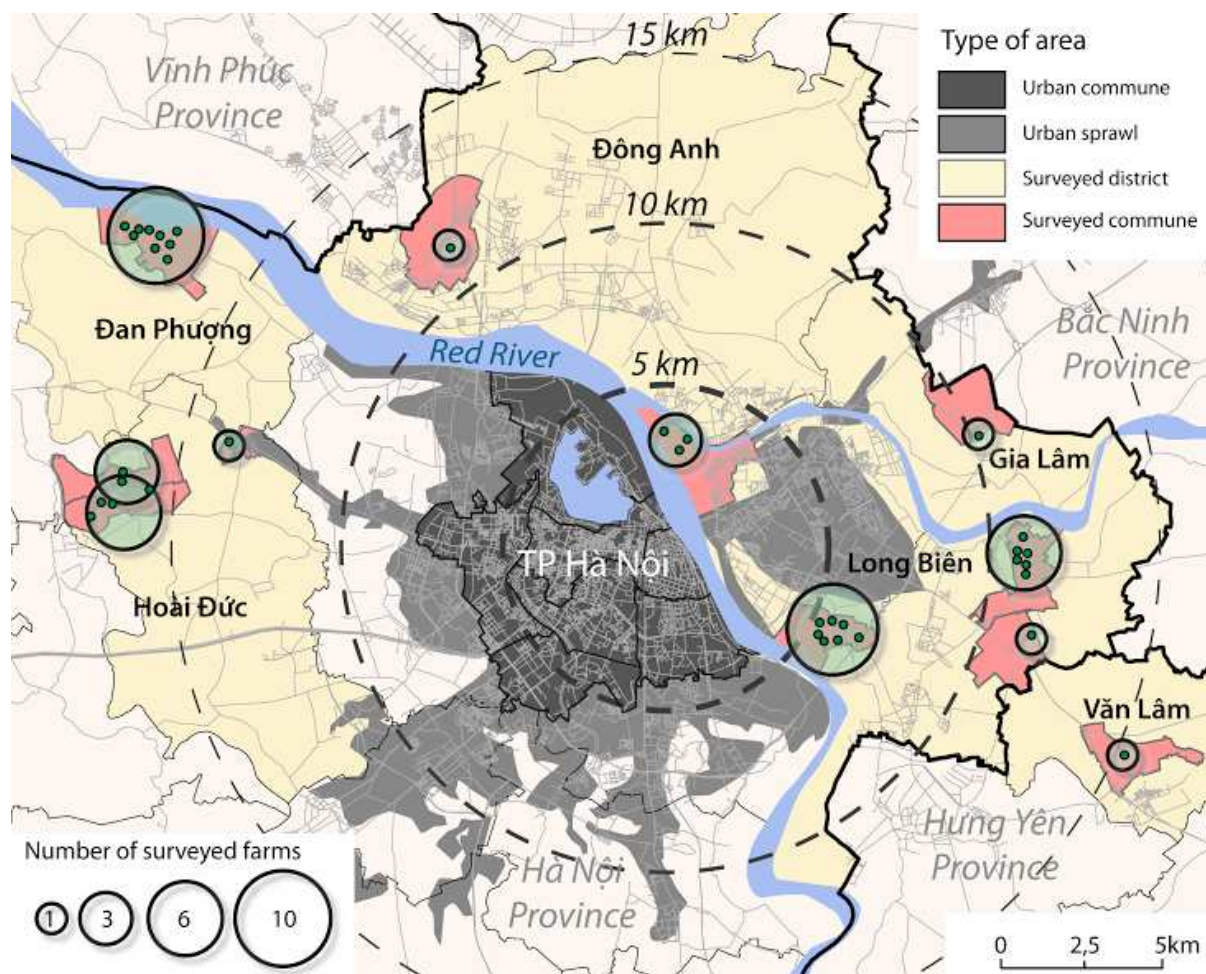 15 km
Vĩnh Phúc
Province
Type of area
Urban commune
Urban sprawl
Surveyed district
Surveyed commune
Đông Anh
10 km
Đan Phượng
Red River
5 km
Bắc Ninh
Province
Gia Lâm
TP Hà Nôi
Long Biên
Hoài Đức
Văn Lâm
Hưng Yên
Province
Hà Nôi
Province
Number of surveyed farms
1 3 6 10
0 2,5 5km